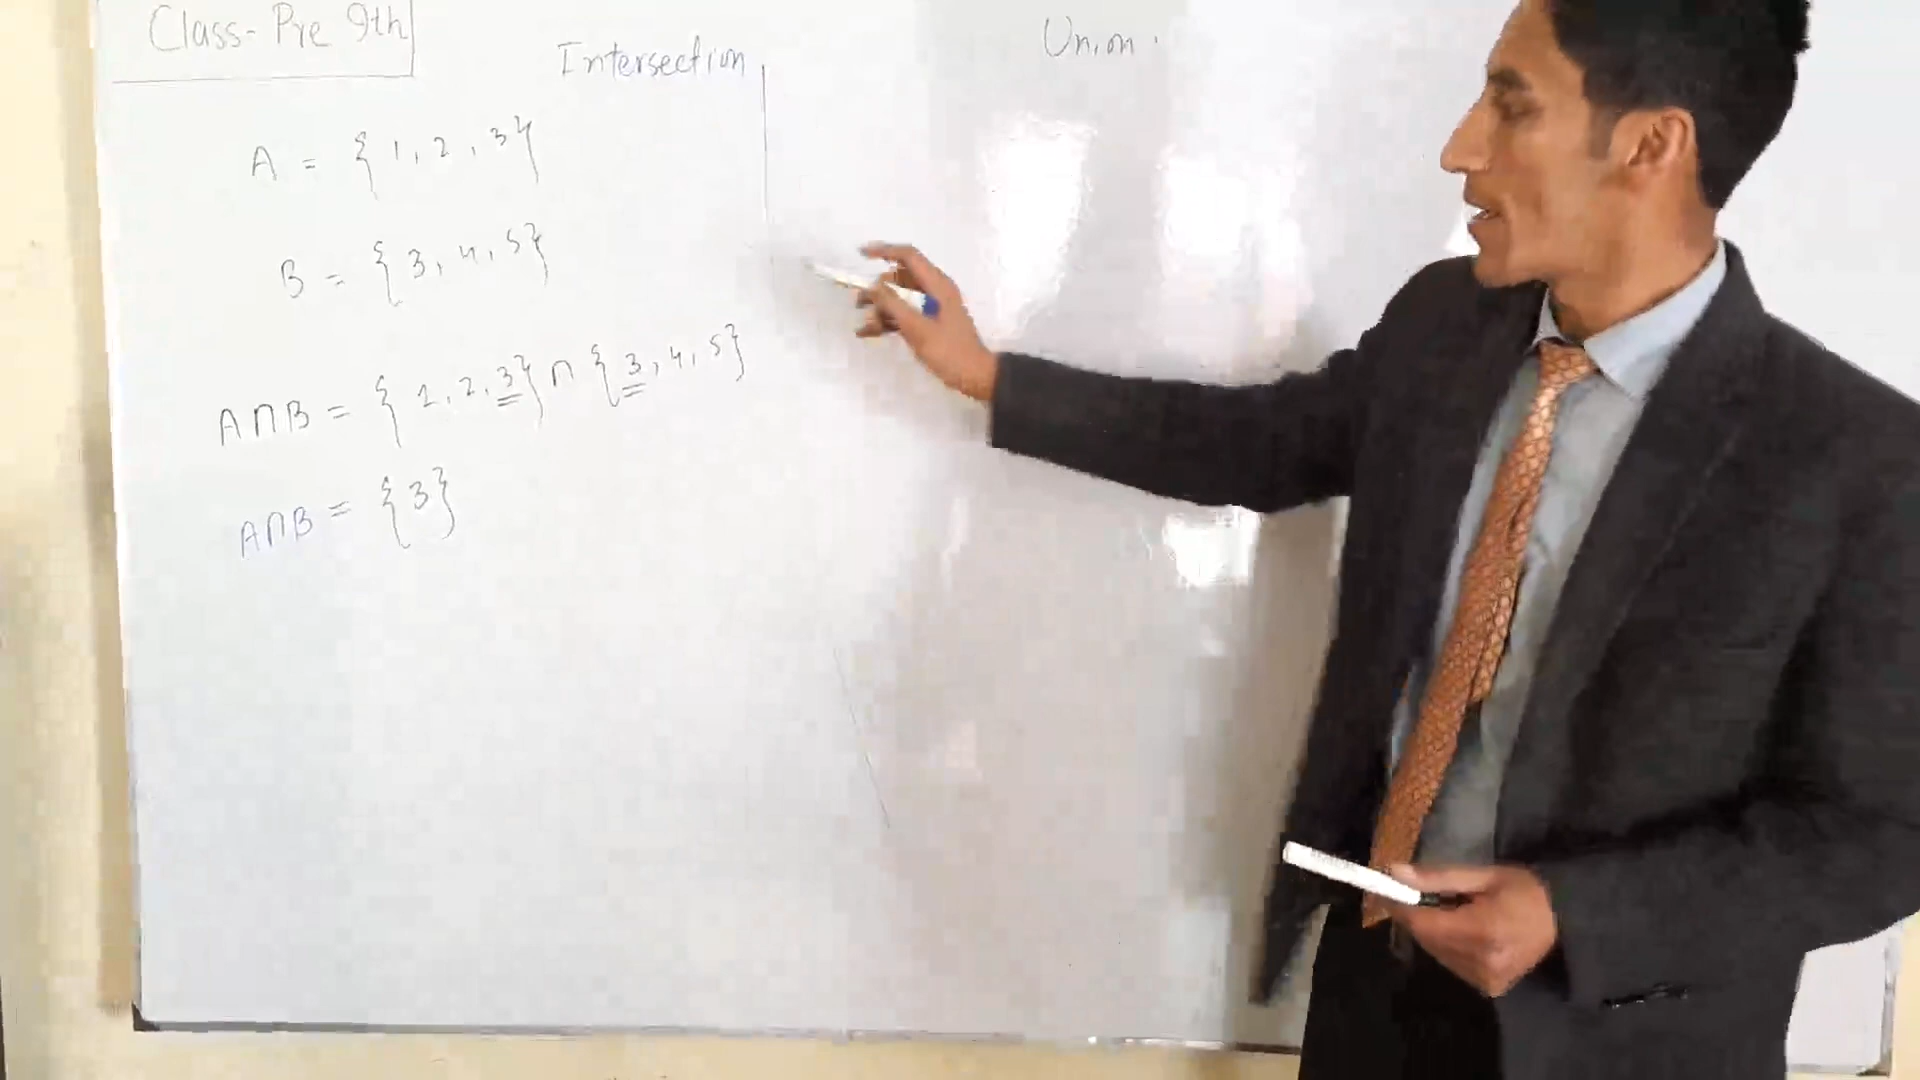 Class- Pre 9th
Intersection
Union.
A = {1, 2, 3}
B = {3, 4, 5}
A∩B = {1, 2, 3} ∩ {3, 4, 5}
A∩B = {3}